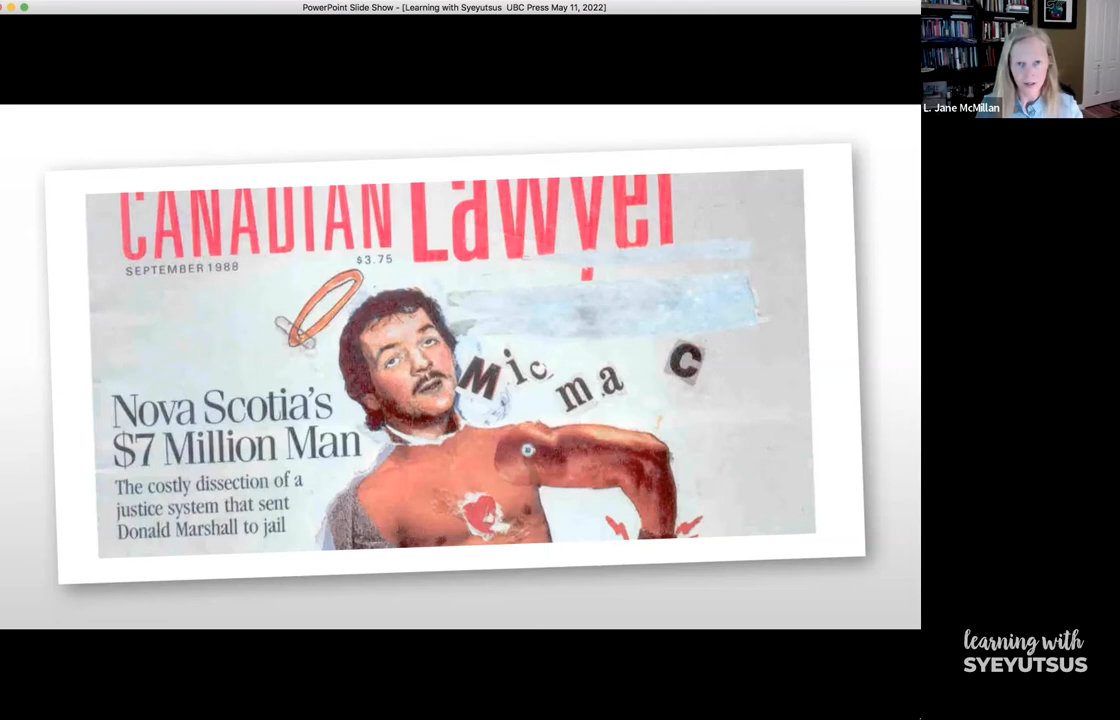 PowerPoint Slide Show - [Learning with Syeyutsus UBC Press May 11, 2022]
L. Jane McMillan
CANADIAN Lawyer
SEPTEMBER 1988
$3.75
Mic mac
Nova Scotia's
$7 Million Man
The costly dissection of a
justice system that sent
Donald Marshall to jail
learning with
SYEYUTSUS